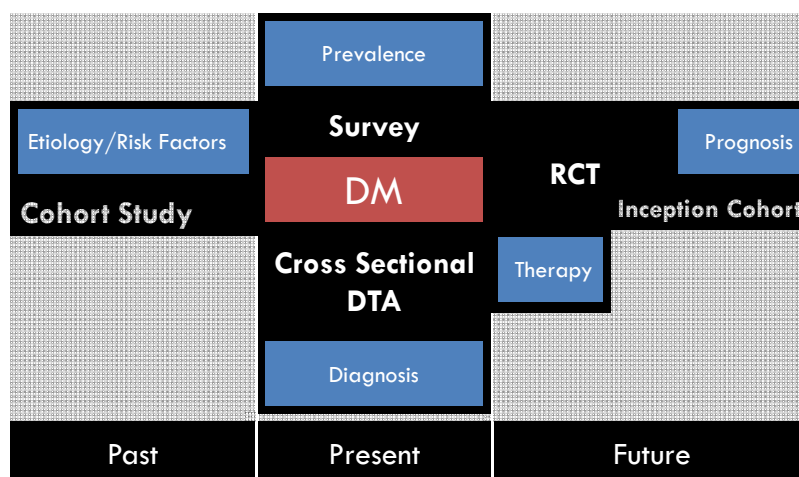 Prevalence
Survey
Etiology/Risk Factors
Prognosis
RCT
DM
Cohort Study
Inception Cohort
Cross Sectional
DTA
Therapy
Diagnosis
Past
Present
Future